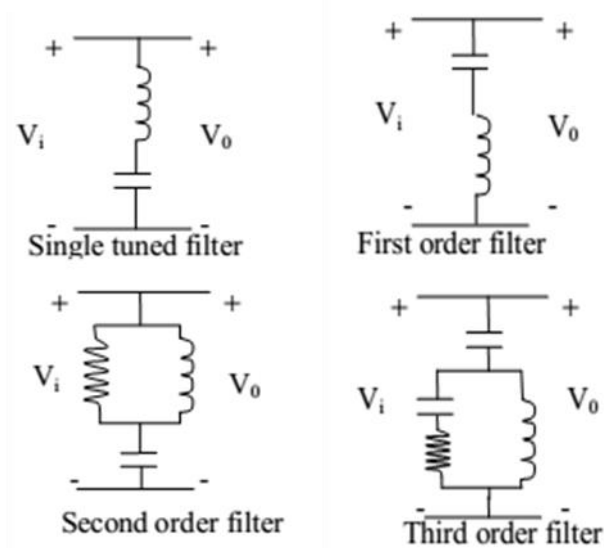 + +
Vi V0
- -
Single tuned filter
+ +
Vi V0
- -
First order filter
+ +
Vi V0
- -
Second order filter
+ +
Vi V0
- -
Third order filter